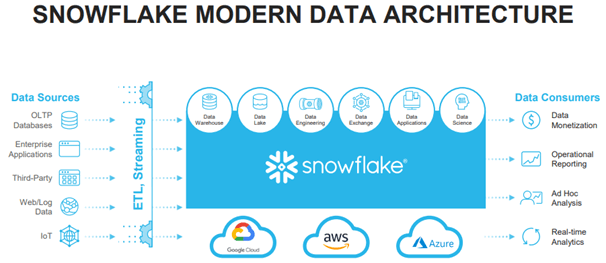 SNOWFLAKE MODERN DATA ARCHITECTURE
Data Sources
OLTP
Databases
Enterprise
Applications
Third-Party
Web/Log
Data
IoT
ETL, Streaming
Data
Warehouse
Data
Lake
Data
Engineering
Data
Exchange
Data
Applications
Data
Science
snowflake®
Google Cloud
aws
Azure
Data Consumers
Data
Monetization
Operational
Reporting
Ad Hoc
Analysis
Real-time
Analytics